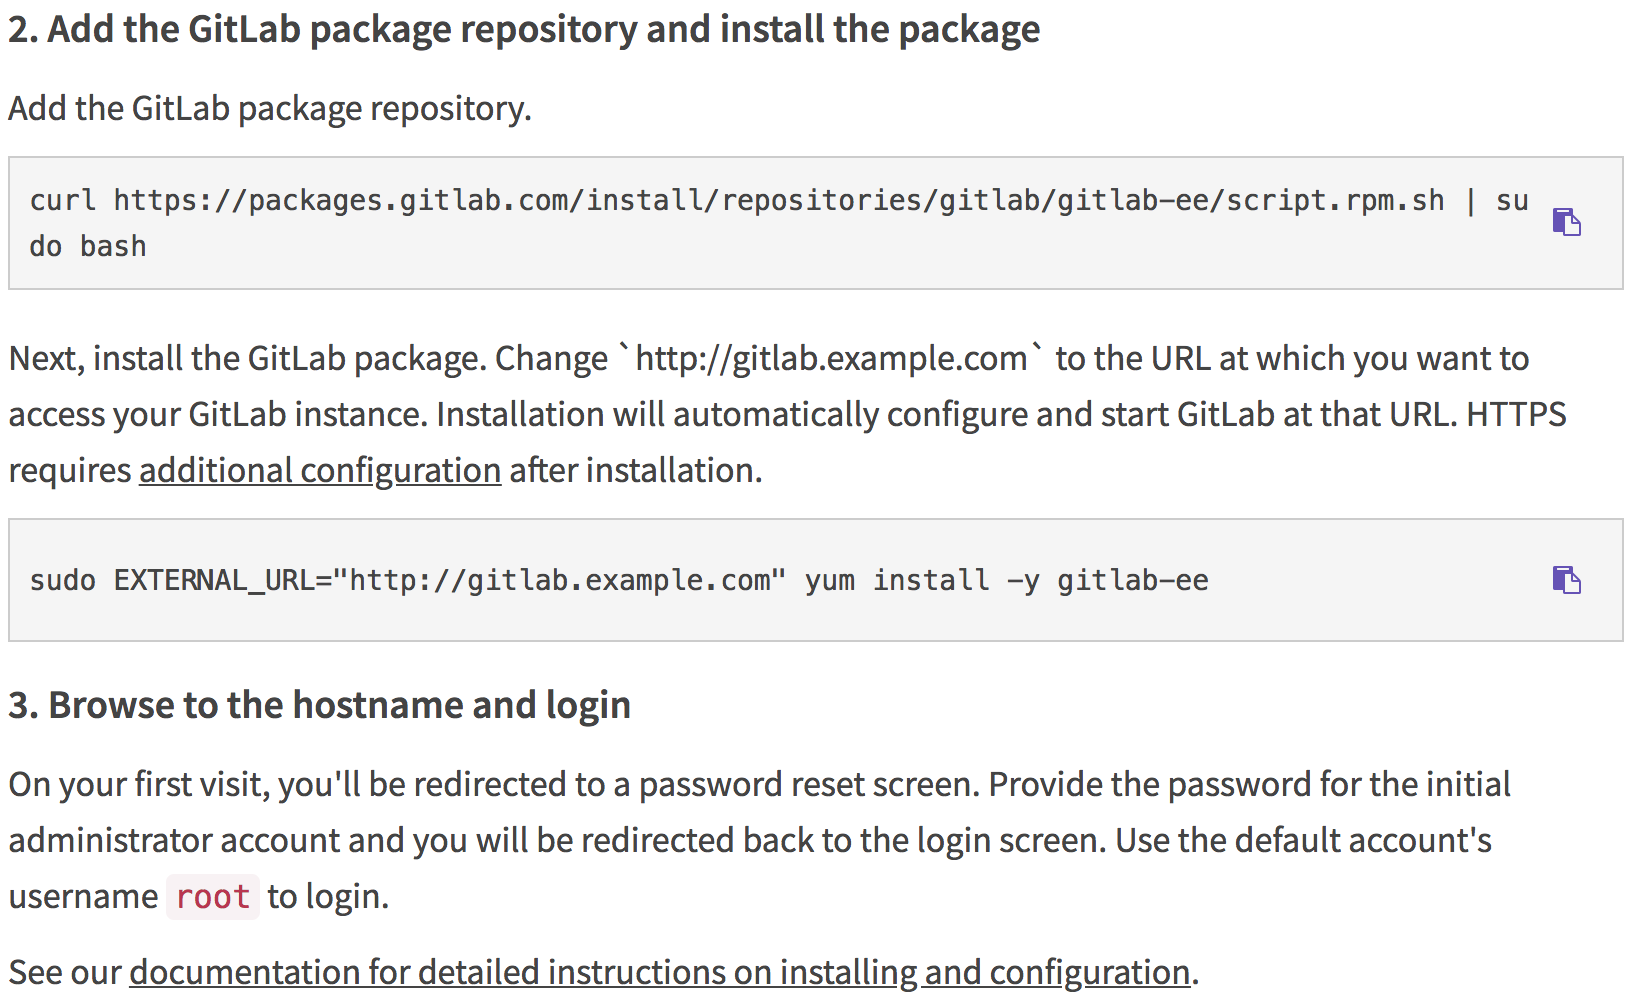 2. Add the GitLab package repository and install the package
Add the GitLab package repository.
curl https://packages.gitlab.com/install/repositories/gitlab/gitlab-ee/script.rpm.sh | su
do bash
Next, install the GitLab package. Change `http://gitlab.example.com` to the URL at which you want to
access your GitLab instance. Installation will automatically configure and start GitLab at that URL. HTTPS
requires additional configuration after installation.
sudo EXTERNAL_URL="http://gitlab.example.com" yum install -y gitlab-ee
3. Browse to the hostname and login
On your first visit, you'll be redirected to a password reset screen. Provide the password for the initial
administrator account and you will be redirected back to the login screen. Use the default account's
username root to login.
See our documentation for detailed instructions on installing and configuration.